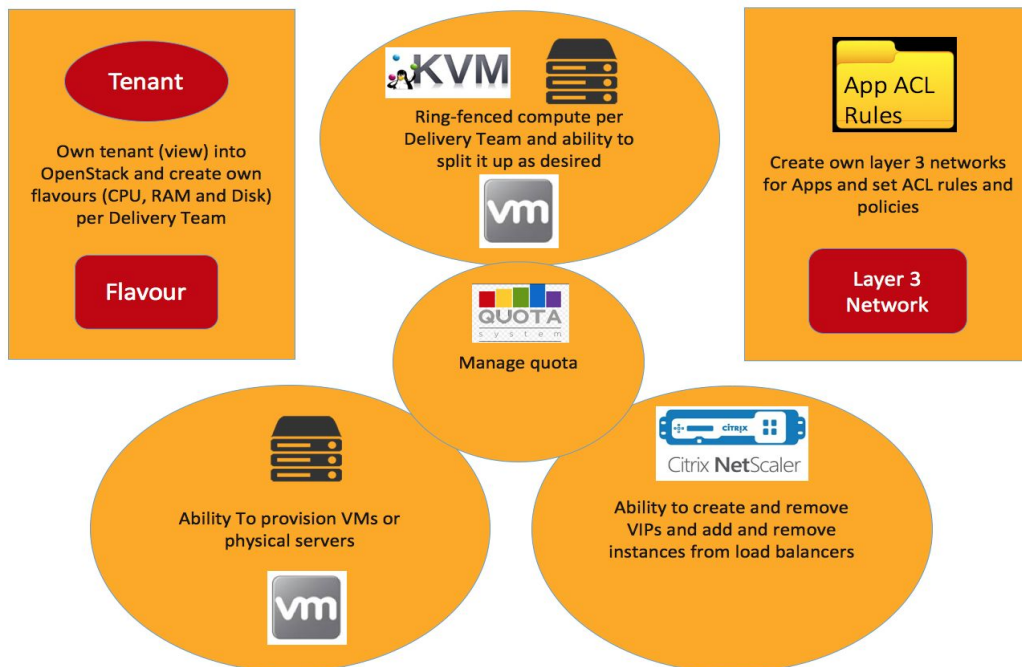 Tenant
Own tenant (view) into
OpenStack and create own
flavours (CPU, RAM and Disk)
per Delivery Team
Flavour
KVM
Ring-fenced compute per
Delivery Team and ability to
split it up as desired
vm
App ACL
Rules
Create own layer 3 networks
for Apps and set ACL rules and
policies
Layer 3
Network
QUOTA
system
Manage quota
Ability To provision VMs or
physical servers
vm
CITRIX
Citrix NetScaler
Ability to create and remove
VIPs and add and remove
instances from load balancers